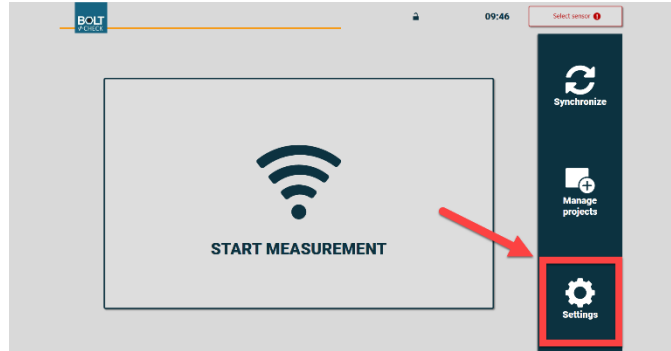 BOLT
CHECK
09:46
Select sensor
Synchronize
START MEASUREMENT
Manage
projects
Settings